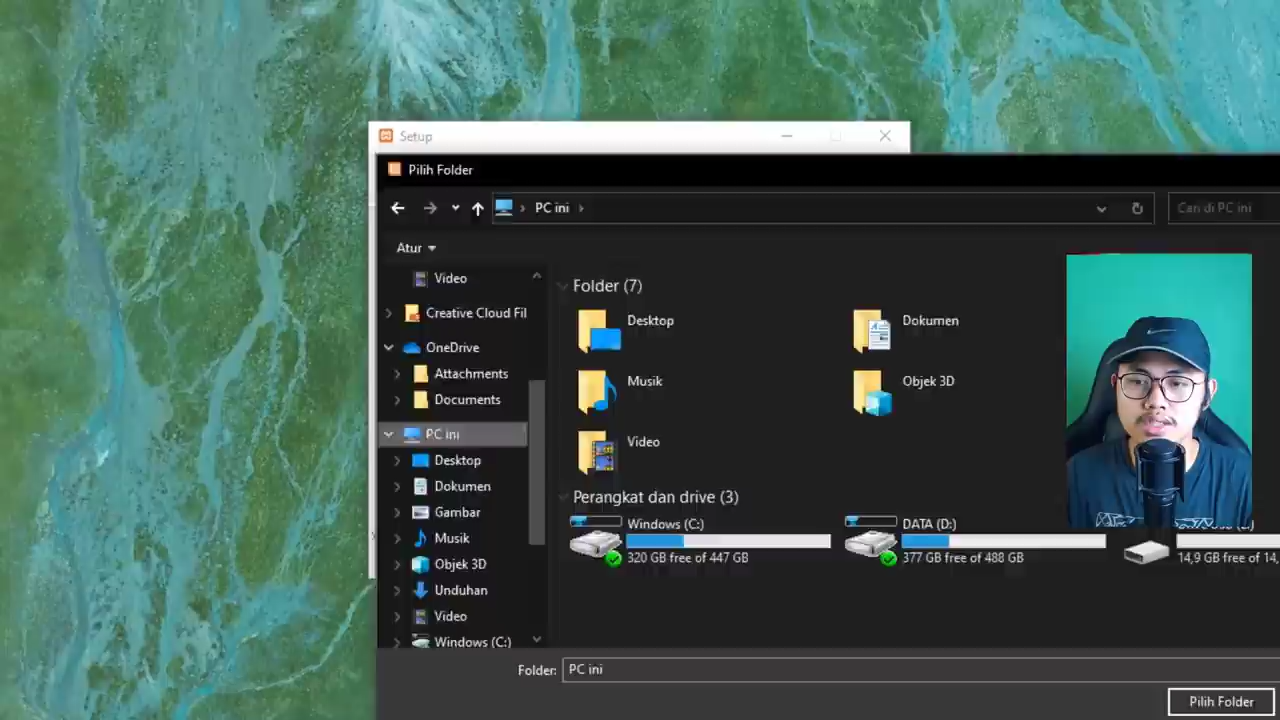 Setup
Pilih Folder
PC ini
Cari di PC ini
Atur
Video
Creative Cloud Fil
OneDrive
Attachments
Documents
PC ini
Desktop
Dokumen
Gambar
Musik
Objek 3D
Unduhan
Video
Windows (C:)
Folder (7)
Desktop
Dokumen
Musik
Objek 3D
Video
Perangkat dan drive (3)
Windows (C:)
320 GB free of 447 GB
DATA (D:)
377 GB free of 488 GB
14,9 GB free of 14,
Folder: PC ini
Pilih Folder